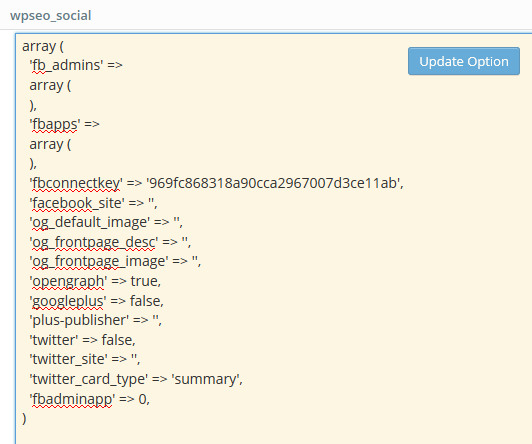 wpseo_social
array (
Update Option
'fb_admins' =>
array (
),
'fbapps' =>
array (
),
'fbconnectkey' => '969fc868318a90cca2967007d3ce11ab',
'facebook_site' => '',
'og_default_image' => '',
'og_frontpage_desc' => '',
'og_frontpage_image' => '',
'opengraph' => true,
'googleplus' => false,
'plus-publisher' => '',
'twitter' => false,
'twitter_site' => '',
'twitter_card_type' => 'summary',
'fbadminapp' => 0,
)